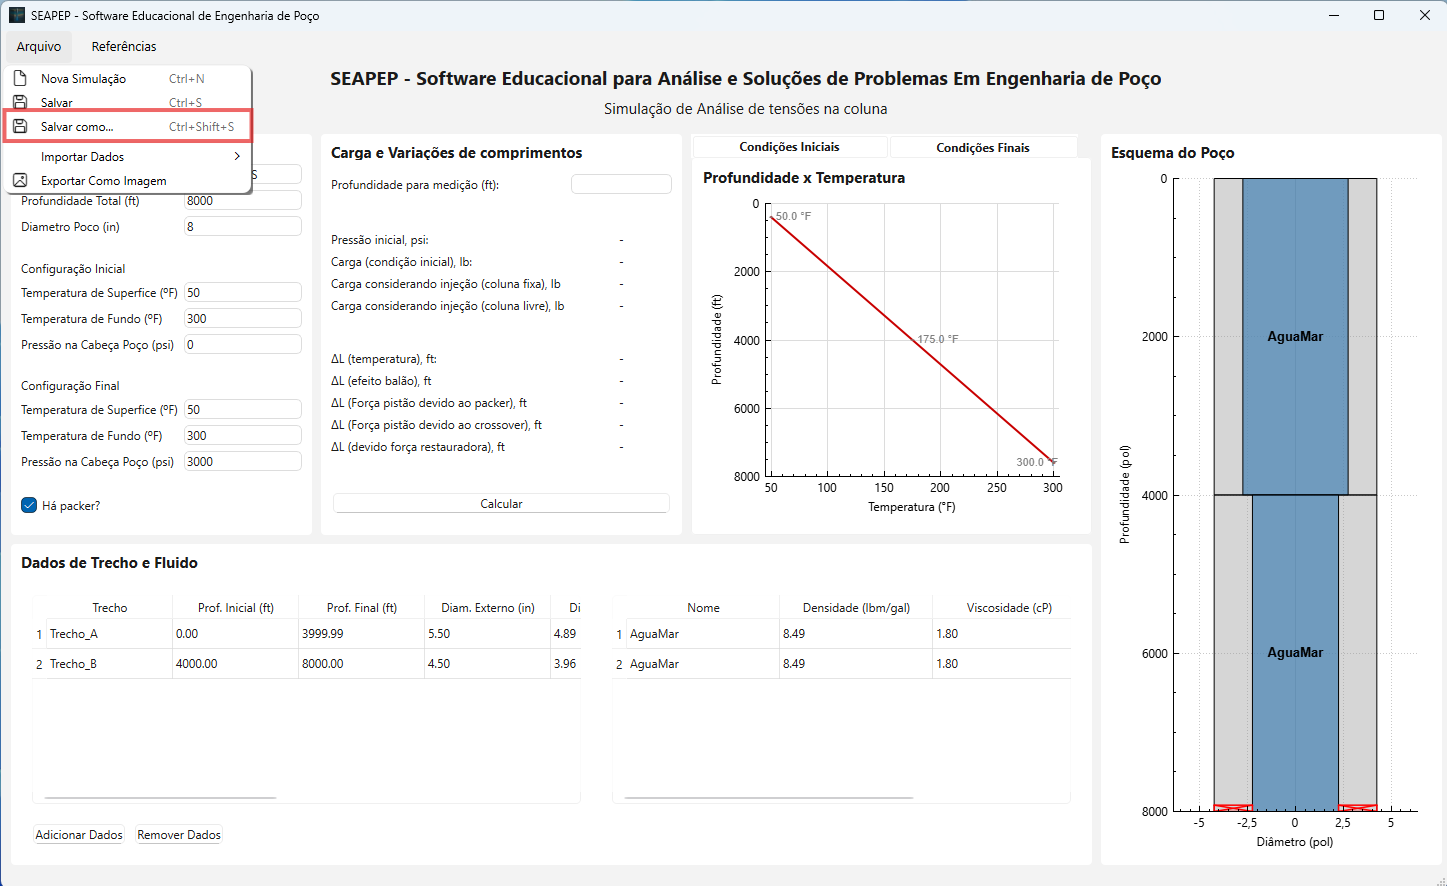 SEAPEP - Software Educacional de Engenharia de Poço
Arquivo Referências
Nova Simulação Ctrl+N
Salvar Ctrl+S
Salvar como... Ctrl+Shift+S
Importar Dados
Exportar Como Imagem
SEAPEP - Software Educacional para Análise e Soluções de Problemas Em Engenharia de Poço
Simulação de Análise de tensões na coluna
S
Profundidade Total (ft) 8000
Diametro Poco (in) 8
Configuração Inicial
Temperatura de Superfice (ºF) 50
Temperatura de Fundo (ºF) 300
Pressão na Cabeça Poço (psi) 0
Configuração Final
Temperatura de Superfice (ºF) 50
Temperatura de Fundo (ºF) 300
Pressão na Cabeça Poço (psi) 3000
Há packer?
Carga e Variações de comprimentos
Profundidade para medição (ft):
Pressão inicial, psi: -
Carga (condição inicial), lb: -
Carga considerando injeção (coluna fixa), lb -
Carga considerando injeção (coluna livre), lb -
ΔL (temperatura), ft: -
ΔL (efeito balão), ft -
ΔL (Força pistão devido ao packer), ft -
ΔL (Força pistão devido ao crossover), ft -
ΔL (devido força restauradora), ft -
Calcular
Condições Iniciais Condições Finais
Profundidade x Temperatura
Profundidade (ft)
0
2000
4000
6000
8000
50.0 °F
175.0 °F
300.0 °F
50 100 150 200 250 300
Temperatura (°F)
Esquema do Poço
Profundidade (pol)
0
2000
4000
6000
8000
AguaMar
AguaMar
-5 -2,5 0 2,5 5
Diâmetro (pol)
Dados de Trecho e Fluido
Trecho Prof. Inicial (ft) Prof. Final (ft) Diam. Externo (in) Di
1 Trecho_A 0.00 3999.99 5.50 4.89
2 Trecho_B 4000.00 8000.00 4.50 3.96
Nome Densidade (lbm/gal) Viscosidade (cP)
1 AguaMar 8.49 1.80
2 AguaMar 8.49 1.80
Adicionar Dados Remover Dados